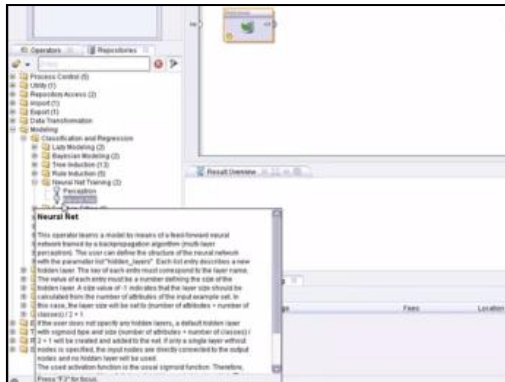 Operators
Repositories
Process Control (6)
Utility (1)
Repository Access (2)
Import (1)
Export (1)
Data Transformation
Modeling
Classification and Regression
Lazy Modeling (2)
Bayesian Modeling (2)
Tree Induction (13)
Rule Induction (5)
Neural Net Training (2)
Perceptron
Neural Net
Result Overview
Neural Net
This operator learns a model by means of a feed-forward neural
network trained by a backpropagation algorithm (multi-layer
perceptron). The user can define the structure of the neural network
with the parameter list "hidden_layers". Each list entry describes a new
hidden layer. The key of each entry must correspond to the layer name.
The value of each entry must be a number defining the size of the
hidden layer. A size value of -1 indicates that the layer size should be
calculated from the number of attributes of the input example set. In
this case, the layer size will be set to (number of attributes + number of
classes) / 2 + 1.
If the user does not specify any hidden layers, a default hidden layer
with sigmoid type and size (number of attributes + number of classes) /
2 + 1 will be created and added to the net. If only a single layer without
nodes is specified, the input nodes are directly connected to the output
nodes and no hidden layer will be used.
The used activation function is the usual sigmoid function. Therefore,
Press "F3" for focus.
Fees
Location